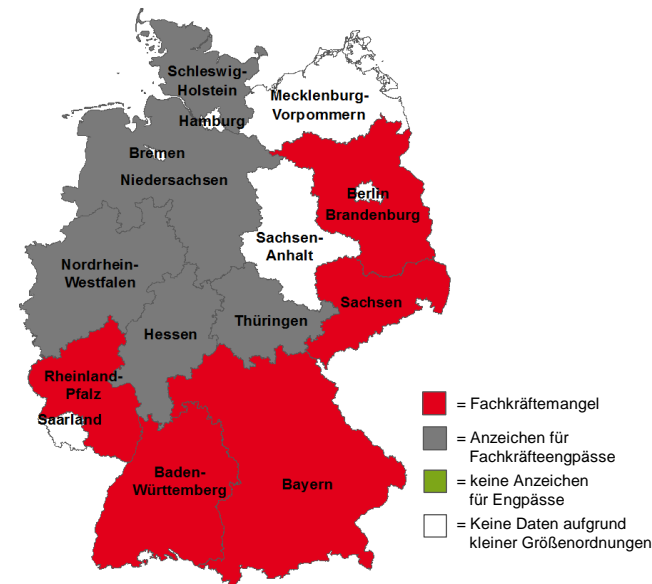 Schleswig-
Holstein
Mecklenburg-
Vorpommern
Hamburg
Bremen
Niedersachsen
Berlin
Brandenburg
Sachsen-
Anhalt
Nordrhein-
Westfalen
Sachsen
Thüringen
Hessen
Rheinland-
Pfalz
Saarland
Baden-
Württemberg
Bayern
= Fachkräftemangel
= Anzeichen für
Fachkräfteengpässe
= keine Anzeichen
für Engpässe
= Keine Daten aufgrund
kleiner Größenordnungen